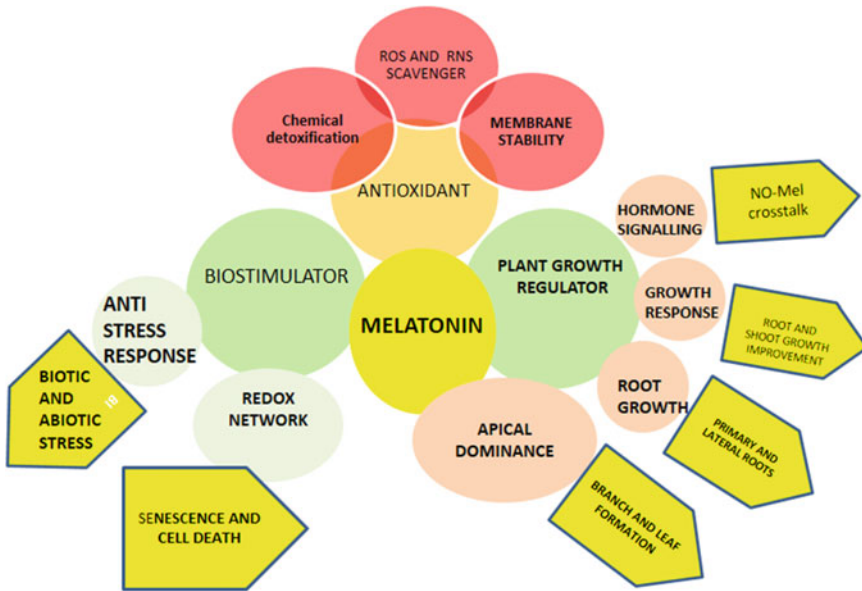 ROS AND RNS
SCAVENGER
Chemical
detoxification
MEMBRANE
STABILITY
ANTIOXIDANT
HORMONE
SIGNALLING
NO-Mel
crosstalk
BIOSTIMULATOR
PLANT GROWTH
REGULATOR
GROWTH
RESPONSE
ROOT AND
SHOOT GROWTH
IMPROVEMENT
ANTI
STRESS
RESPONSE
MELATONIN
BIOTIC
AND
ABIOTIC
STRESS
REDOX
NETWORK
ROOT
GROWTH
PRIMARY AND
LATERAL ROOTS
APICAL
DOMINANCE
BRANCH AND LEAF
FORMATION
SENESCENCE AND
CELL DEATH